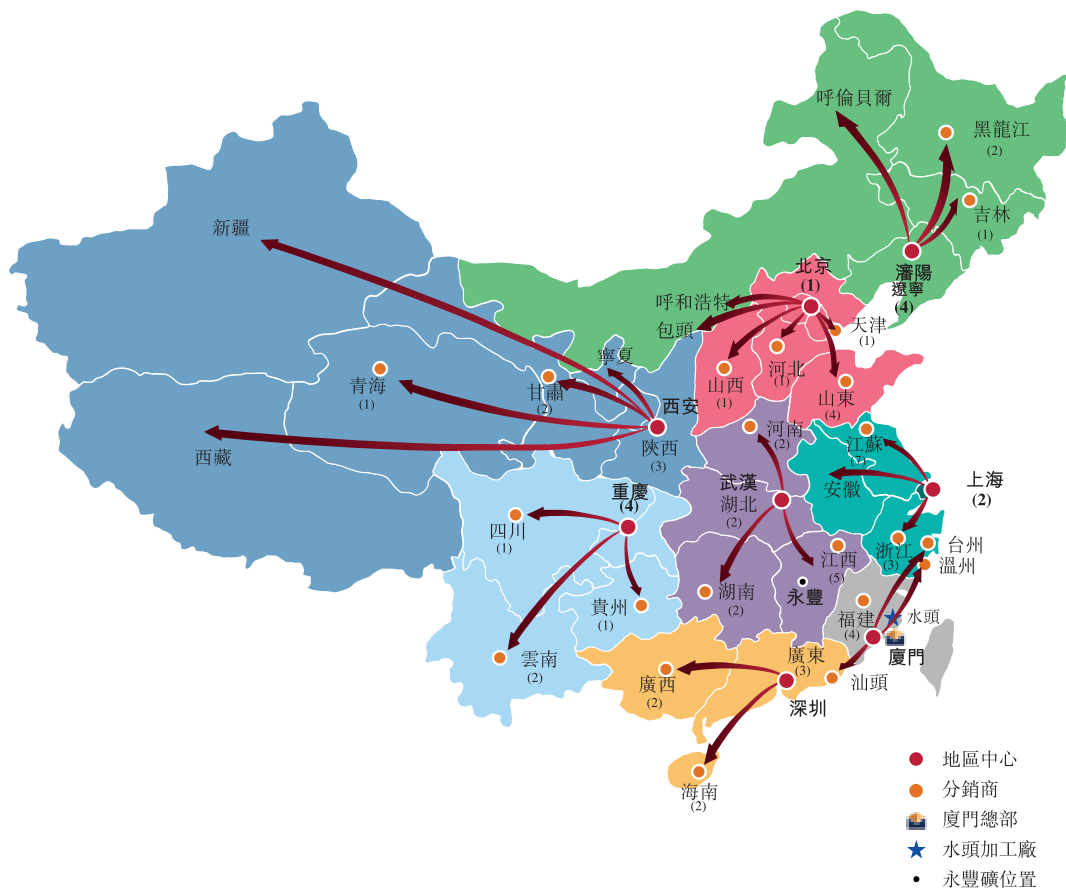 呼倫貝爾
黑龍江
(2)
吉林
(1)
瀋陽
遼寧
(4)
新疆
北京
(1)
呼和浩特
包頭
天津
(1)
寧夏
山西
(1)
河北
(1)
山東
(4)
青海
(1)
甘肅
(2)
西安
陝西
(3)
西藏
河南
(2)
江蘇
(7)
安徽
上海
(2)
武漢
湖北
(2)
重慶
(4)
四川
(1)
浙江
(3)
台州
溫州
江西
(5)
永豐
湖南
(2)
貴州
(1)
福建
(4)
水頭
廈門
雲南
(2)
廣西
(2)
廣東
(3)
汕頭
深圳
海南
(2)
地區中心
分銷商
廈門總部
水頭加工廠
永豐礦位置